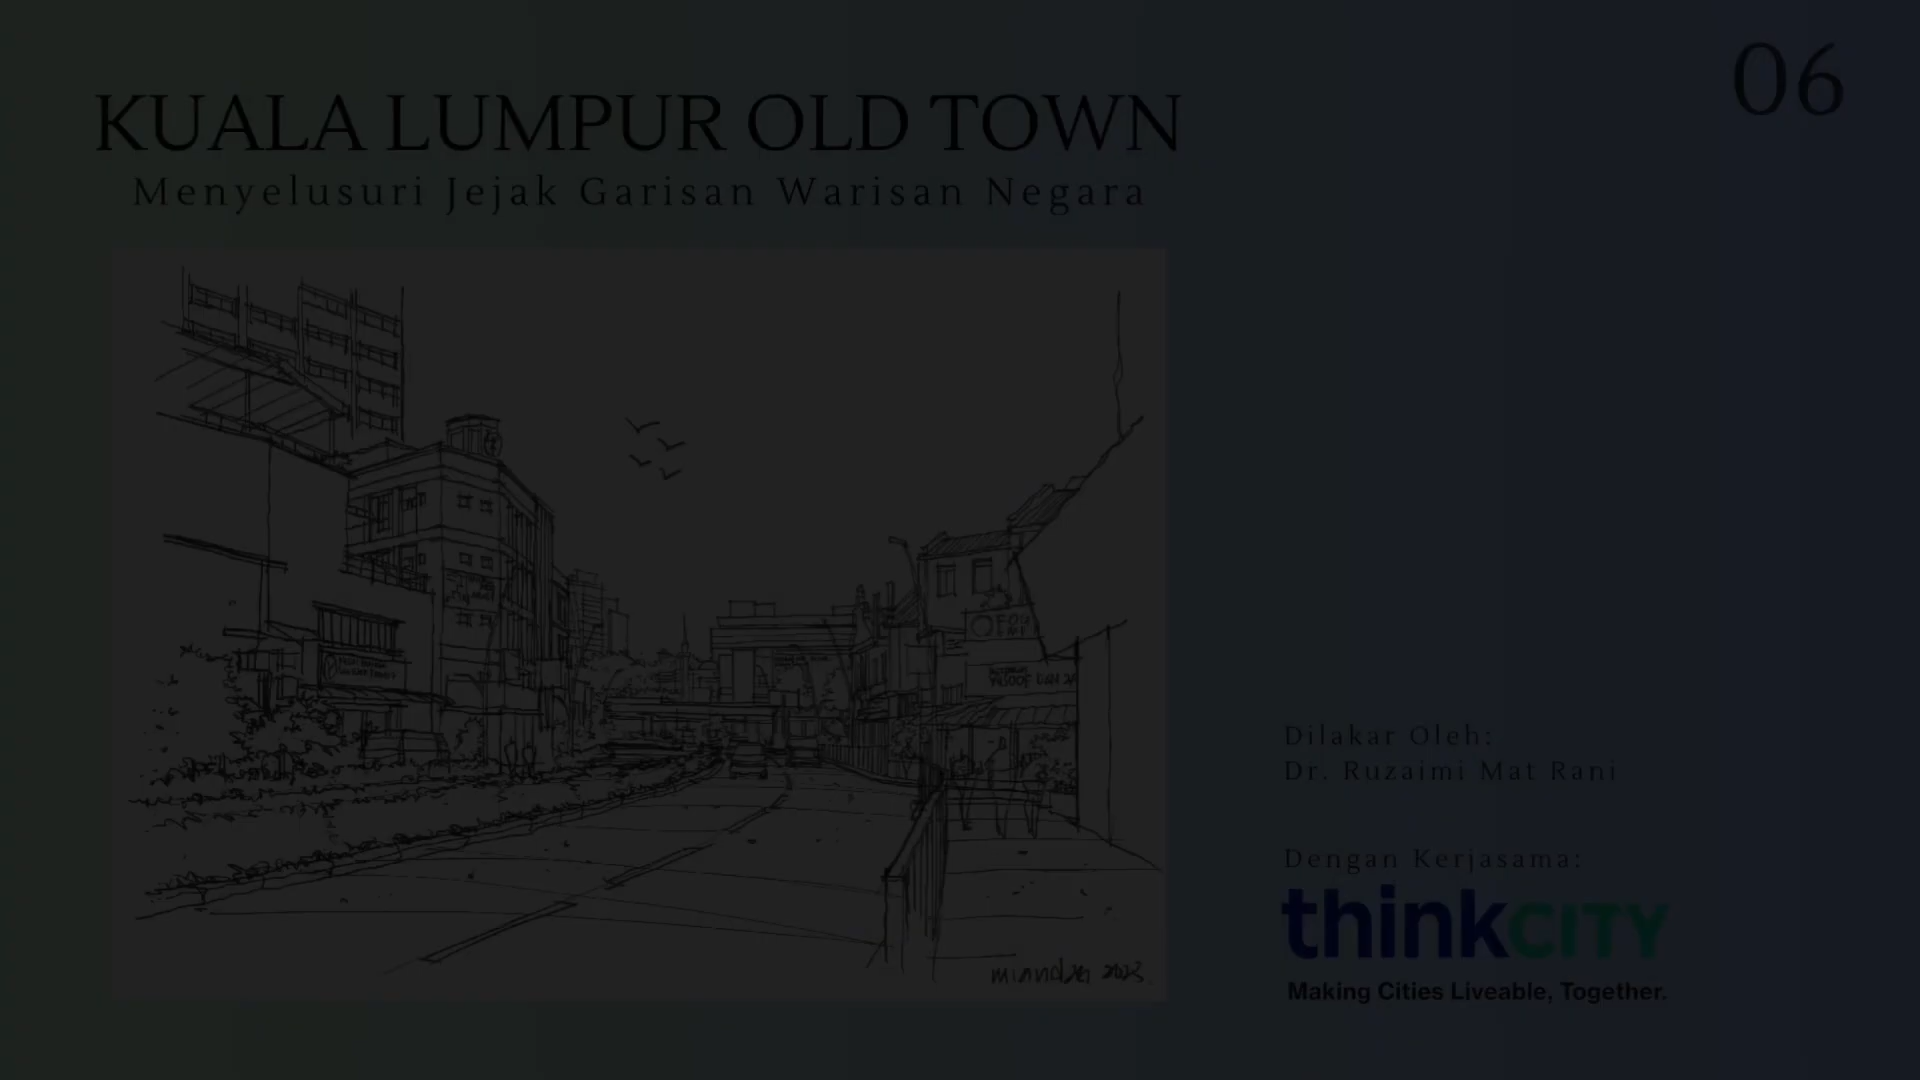 06
KUALA LUMPUR OLD TOWN
Menyelusuri Jejak Garisan Warisan Negara
Dilakar Oleh:
Dr. Ruzaimi Mat Rani
Dengan Kerjasama:
thinkCITY
Making Cities Liveable, Together.
2023